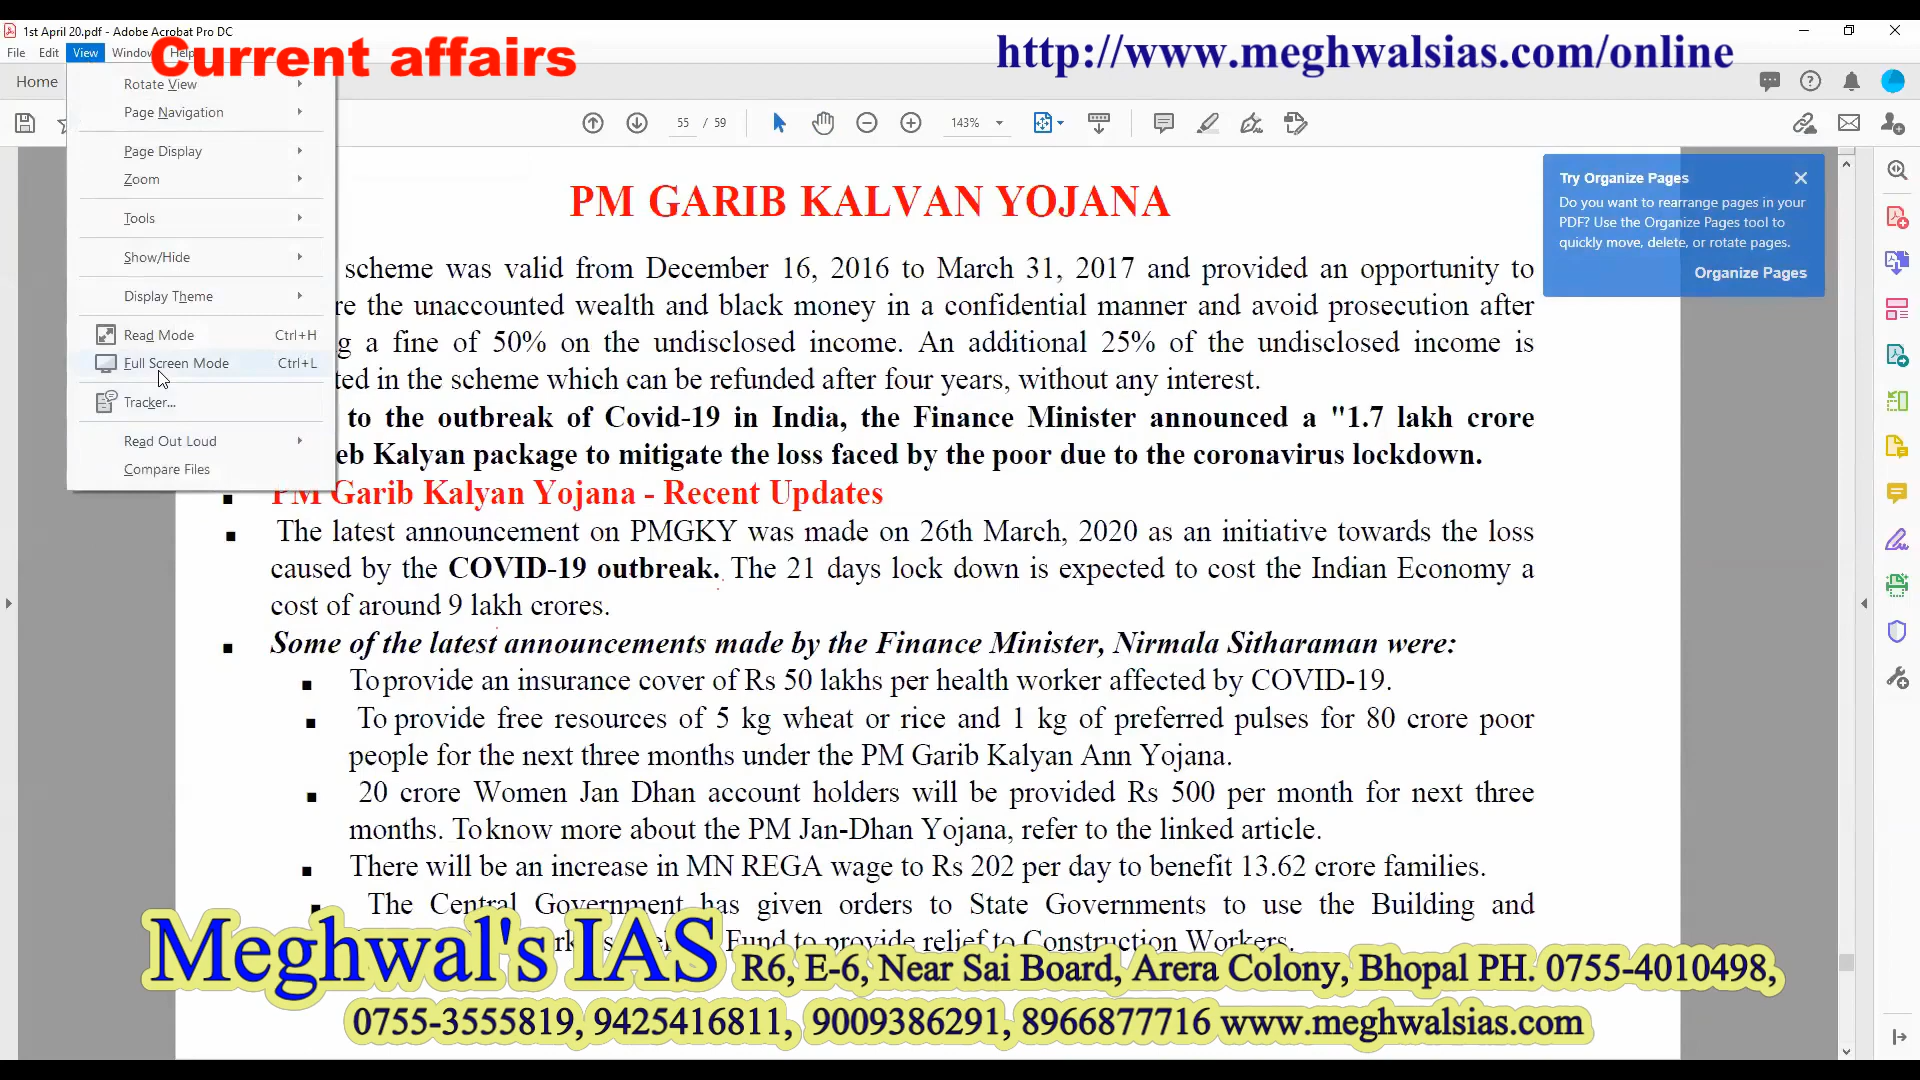 1st April 20.pdf - Adobe Acrobat Pro DC
File Edit View Window Help
Current affairs
http://www.meghwalsias.com/online
Home
55 / 59
143%
Rotate View
Page Navigation
Page Display
Zoom
Tools
Show/Hide
Display Theme
Read Mode Ctrl+H
Full Screen Mode Ctrl+L
Tracker...
Read Out Loud
Compare Files
Try Organize Pages
Do you want to rearrange pages in your
PDF? Use the Organize Pages tool to
quickly move, delete, or rotate pages.
Organize Pages
PM GARIB KALVAN YOJANA
scheme was valid from December 16, 2016 to March 31, 2017 and provided an opportunity to
re the unaccounted wealth and black money in a confidential manner and avoid prosecution after
g a fine of 50% on the undisclosed income. An additional 25% of the undisclosed income is
ted in the scheme which can be refunded after four years, without any interest.
to the outbreak of Covid-19 in India, the Finance Minister announced a "1.7 lakh crore
eb Kalyan package to mitigate the loss faced by the poor due to the coronavirus lockdown.
PM Garib Kalyan Yojana - Recent Updates
The latest announcement on PMGKY was made on 26th March, 2020 as an initiative towards the loss
caused by the COVID-19 outbreak. The 21 days lock down is expected to cost the Indian Economy a
cost of around 9 lakh crores.
Some of the latest announcements made by the Finance Minister, Nirmala Sitharaman were:
To provide an insurance cover of Rs 50 lakhs per health worker affected by COVID-19.
To provide free resources of 5 kg wheat or rice and 1 kg of preferred pulses for 80 crore poor
people for the next three months under the PM Garib Kalyan Ann Yojana.
20 crore Women Jan Dhan account holders will be provided Rs 500 per month for next three
months. To know more about the PM Jan-Dhan Yojana, refer to the linked article.
There will be an increase in MN REGA wage to Rs 202 per day to benefit 13.62 crore families.
The Central Government has given orders to State Governments to use the Building and
Fund to provide relief to Construction Workers.
Meghwal's IAS R6, E-6, Near Sai Board, Arera Colony, Bhopal PH. 0755-4010498,
0755-3555819, 9425416811, 9009386291, 8966877716 www.meghwalsias.com